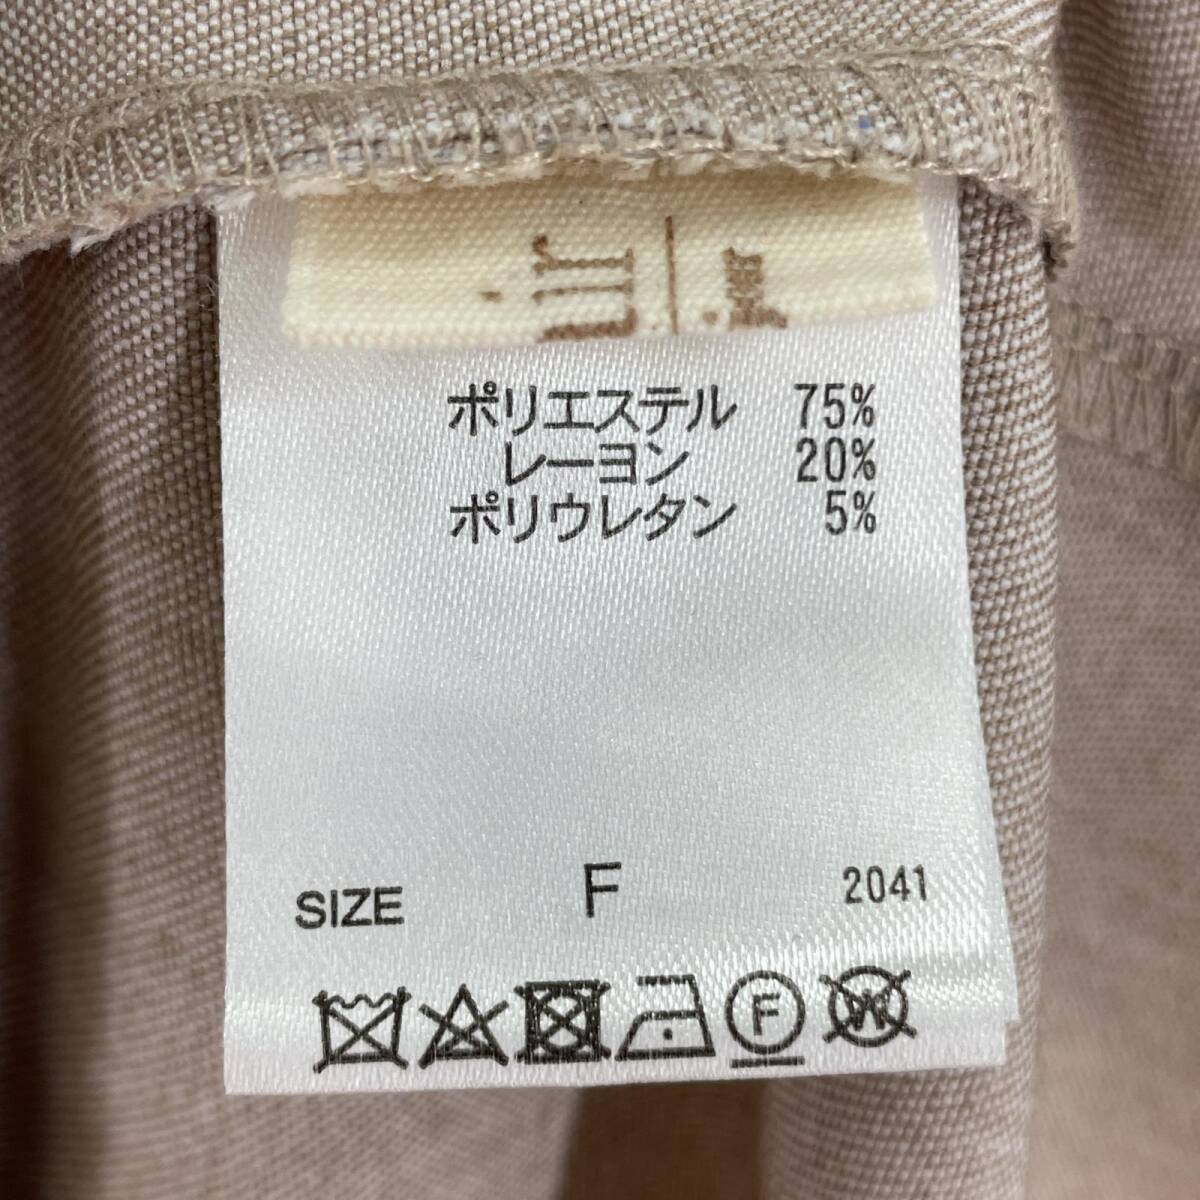 ポリエステル 75%
レーヨン 20%
ポリウレタン 5%
SIZE F 2041
F
W